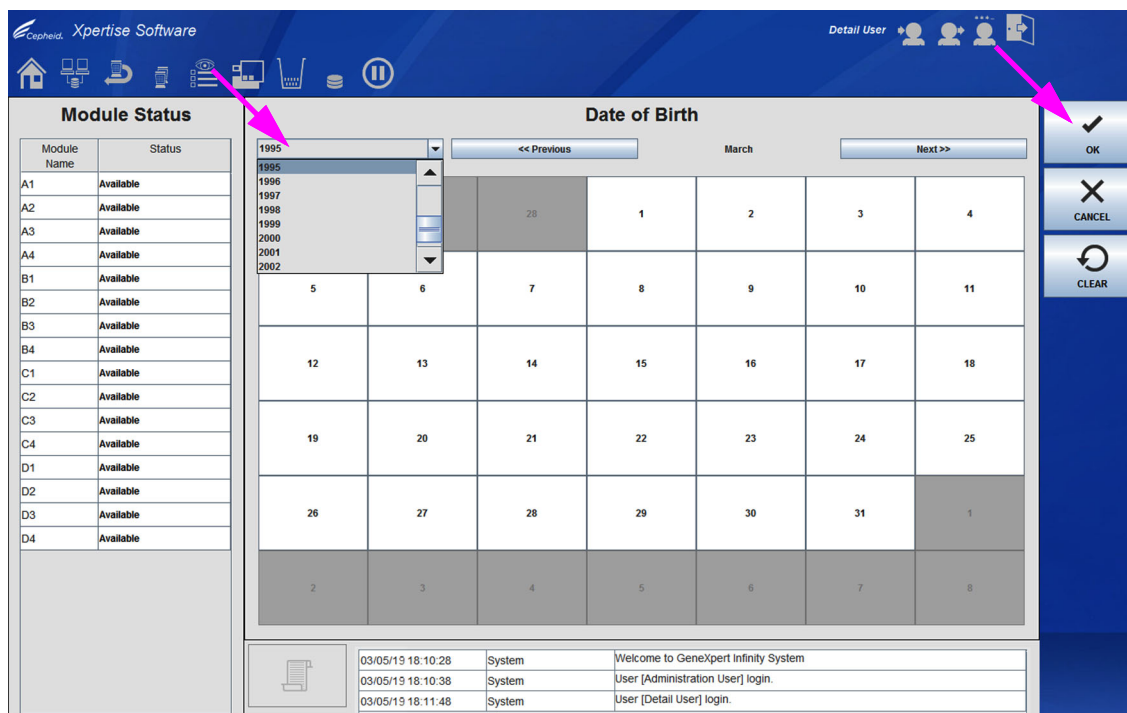 Cepheid. Xpertise Software
Detail User
Module Status
Module Name Status
A1 Available
A2 Available
A3 Available
A4 Available
B1 Available
B2 Available
B3 Available
B4 Available
C1 Available
C2 Available
C3 Available
C4 Available
D1 Available
D2 Available
D3 Available
D4 Available
Date of Birth
1995 << Previous March Next >>
1995
1996
1997
1998
1999
2000
2001
2002
28 1 2 3 4
5 6 7 8 9 10 11
12 13 14 15 16 17 18
19 20 21 22 23 24 25
26 27 28 29 30 31 1
2 3 4 5 6 7 8
OK
CANCEL
CLEAR
03/05/19 18:10:28 System Welcome to GeneXpert Infinity System
03/05/19 18:10:38 System User [Administration User] login.
03/05/19 18:11:48 System User [Detail User] login.